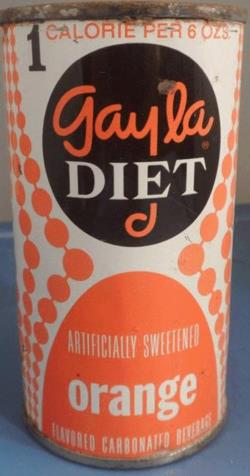 1 CALORIE PER 6 OZS.
Gayla®
DIET
d
ARTIFICIALLY SWEETENED
orange
FLAVORED CARBONATED BEVERAGE